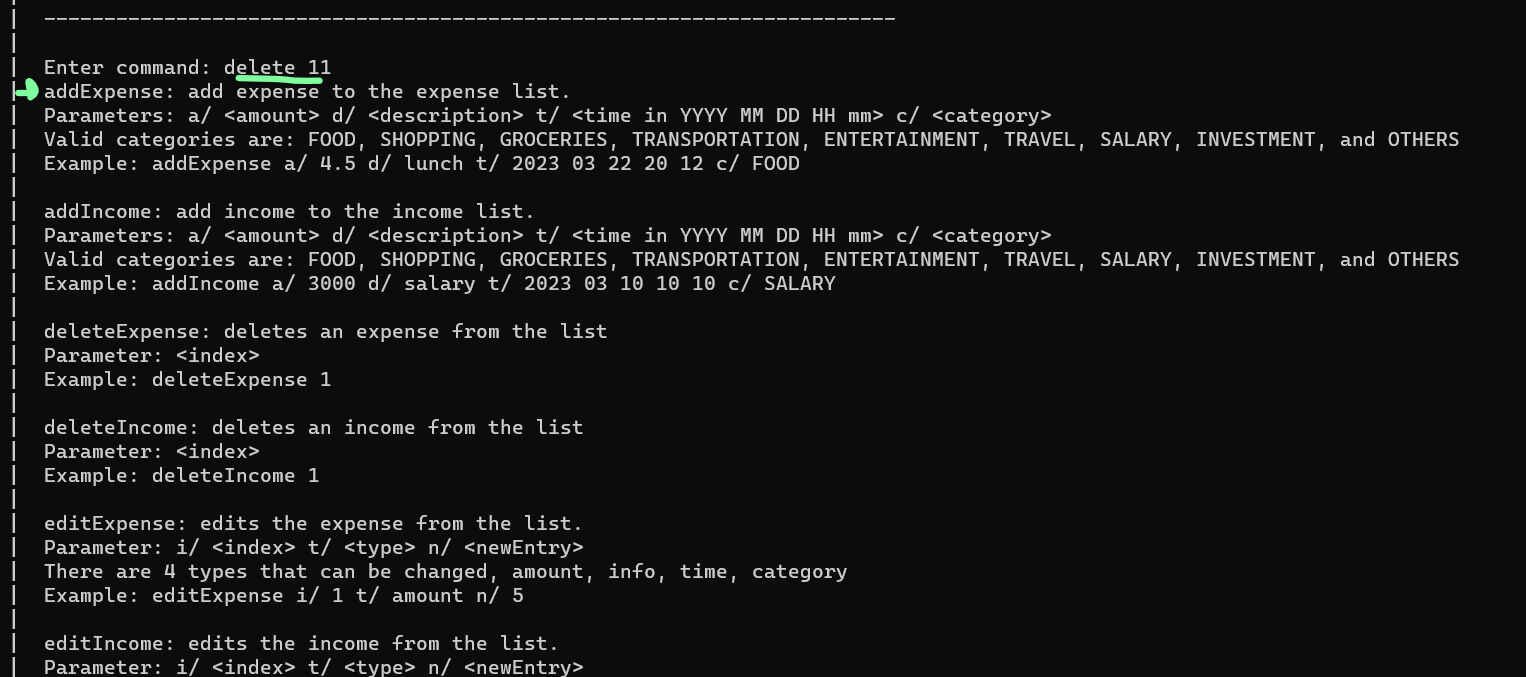 ------------------------------------------------------------------------
Enter command: delete 11
addExpense: add expense to the expense list.
Parameters: a/ <amount> d/ <description> t/ <time in YYYY MM DD HH mm> c/ <category>
Valid categories are: FOOD, SHOPPING, GROCERIES, TRANSPORTATION, ENTERTAINMENT, TRAVEL, SALARY, INVESTMENT, and OTHERS
Example: addExpense a/ 4.5 d/ lunch t/ 2023 03 22 20 12 c/ FOOD
addIncome: add income to the income list.
Parameters: a/ <amount> d/ <description> t/ <time in YYYY MM DD HH mm> c/ <category>
Valid categories are: FOOD, SHOPPING, GROCERIES, TRANSPORTATION, ENTERTAINMENT, TRAVEL, SALARY, INVESTMENT, and OTHERS
Example: addIncome a/ 3000 d/ salary t/ 2023 03 10 10 10 c/ SALARY
deleteExpense: deletes an expense from the list
Parameter: <index>
Example: deleteExpense 1
deleteIncome: deletes an income from the list
Parameter: <index>
Example: deleteIncome 1
editExpense: edits the expense from the list.
Parameter: i/ <index> t/ <type> n/ <newEntry>
There are 4 types that can be changed, amount, info, time, category
Example: editExpense i/ 1 t/ amount n/ 5
editIncome: edits the income from the list.
Parameter: i/ <index> t/ <type> n/ <newEntry>